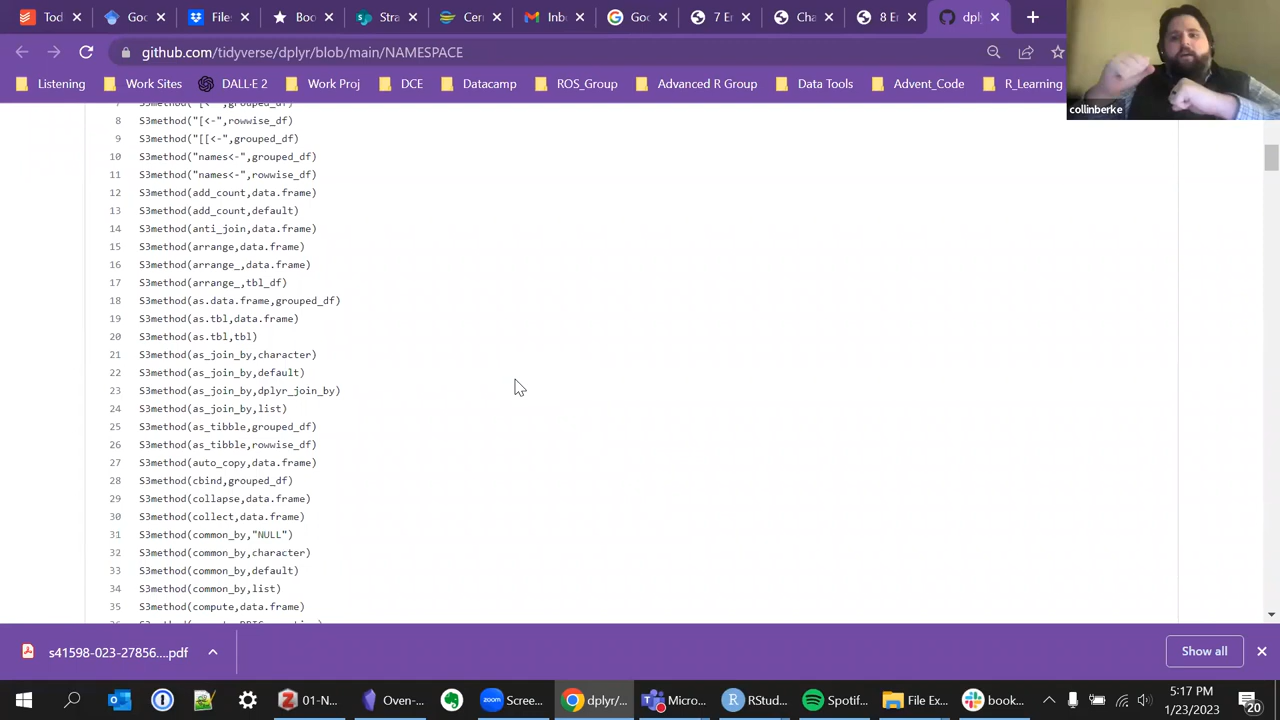 Tod
Goo
File
Boo
Stra
Cer
Inb
Goo
7 Er
Cha
8 Er
dpl
github.com/tidyverse/dplyr/blob/main/NAMESPACE
Listening
Work Sites
DALL·E 2
Work Proj
DCE
Datacamp
ROS_Group
Advanced R Group
Data Tools
Advent_Code
R_Learning
collinberke
7 S3method("[<-",grouped_df)
8 S3method("[<-",rowwise_df)
9 S3method("[[<-",grouped_df)
10 S3method("names<-",grouped_df)
11 S3method("names<-",rowwise_df)
12 S3method(add_count,data.frame)
13 S3method(add_count,default)
14 S3method(anti_join,data.frame)
15 S3method(arrange,data.frame)
16 S3method(arrange_,data.frame)
17 S3method(arrange_,tbl_df)
18 S3method(as.data.frame,grouped_df)
19 S3method(as.tbl,data.frame)
20 S3method(as.tbl,tbl)
21 S3method(as_join_by,character)
22 S3method(as_join_by,default)
23 S3method(as_join_by,dplyr_join_by)
24 S3method(as_join_by,list)
25 S3method(as_tibble,grouped_df)
26 S3method(as_tibble,rowwise_df)
27 S3method(auto_copy,data.frame)
28 S3method(cbind,grouped_df)
29 S3method(collapse,data.frame)
30 S3method(collect,data.frame)
31 S3method(common_by,"NULL")
32 S3method(common_by,character)
33 S3method(common_by,default)
34 S3method(common_by,list)
35 S3method(compute,data.frame)
s41598-023-27856....pdf
Show all
01-N...
Oven-...
Scree...
dplyr/...
Micro...
RStud...
Spotif...
File Ex...
book...
5:17 PM
1/23/2023
20